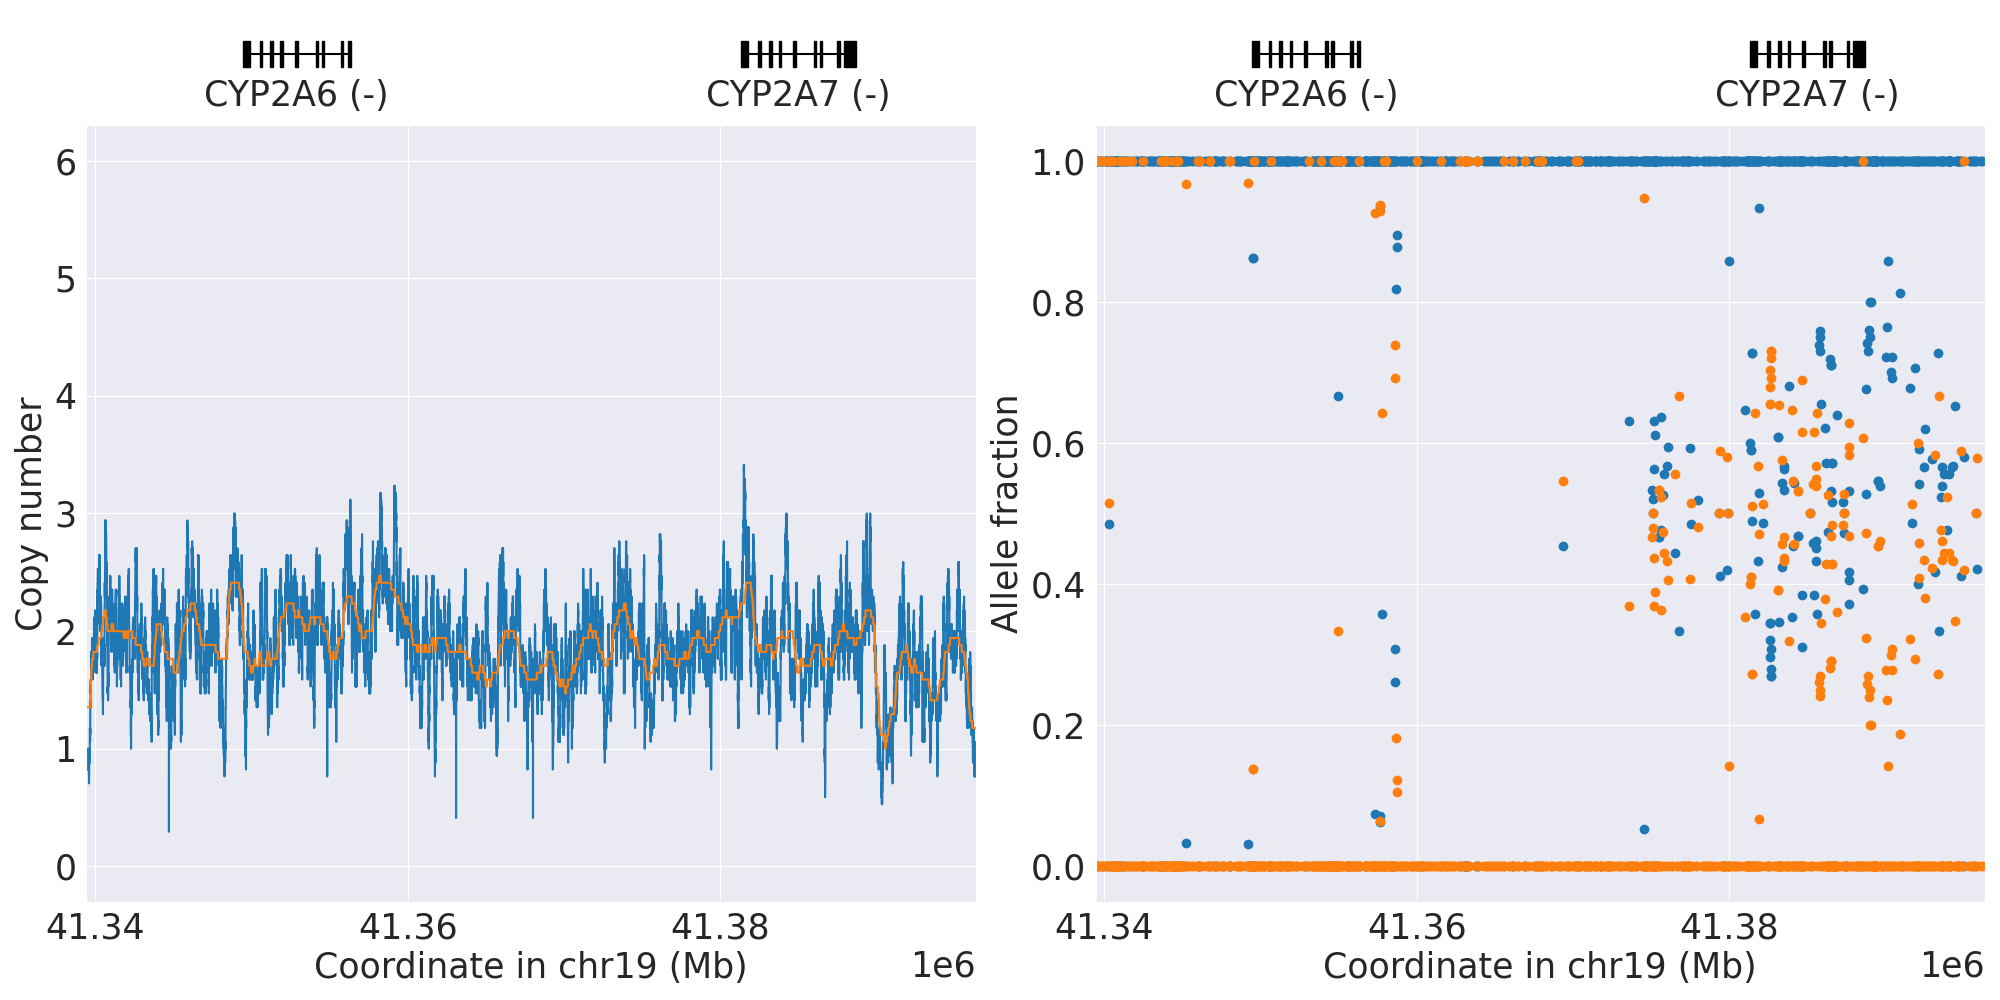 CYP2A6 (-)
CYP2A7 (-)
Copy number
6
5
4
3
2
1
0
41.34
41.36
41.38
Coordinate in chr19 (Mb)
1e6
CYP2A6 (-)
CYP2A7 (-)
Allele fraction
1.0
0.8
0.6
0.4
0.2
0.0
41.34
41.36
41.38
Coordinate in chr19 (Mb)
1e6